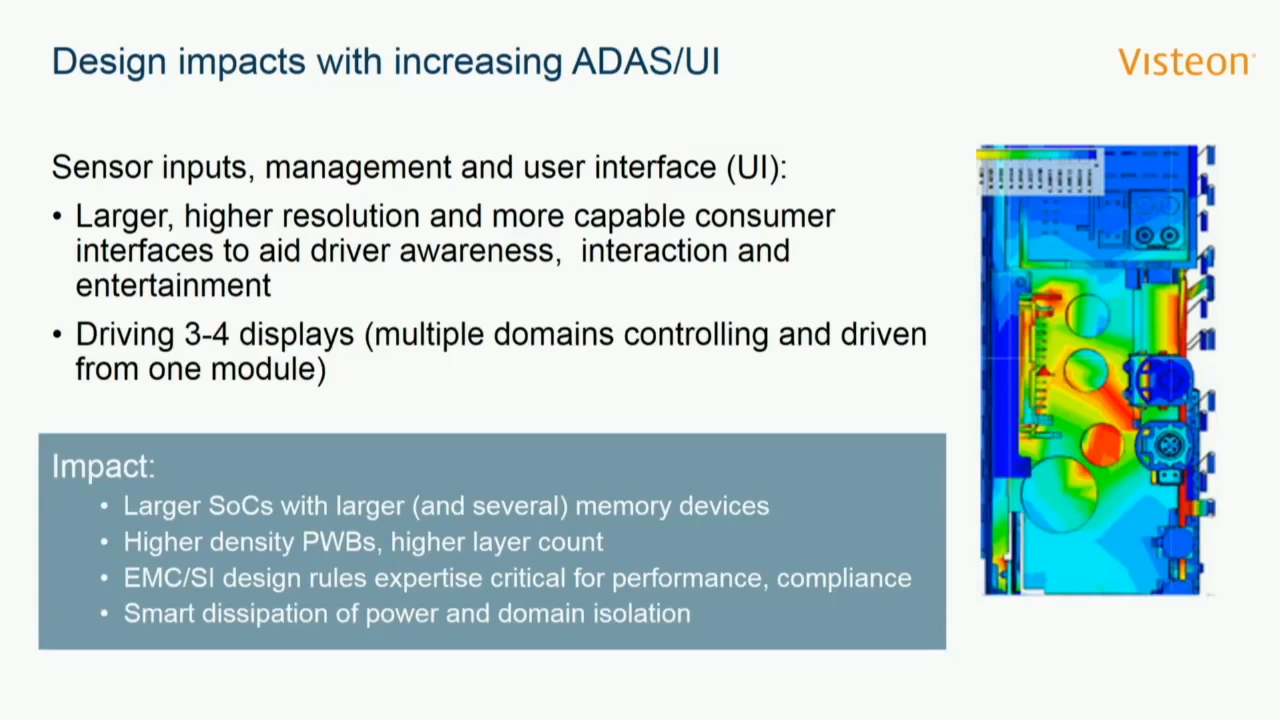 Design impacts with increasing ADAS/UI
Visteon
Sensor inputs, management and user interface (UI):
• Larger, higher resolution and more capable consumer
interfaces to aid driver awareness,  interaction and
entertainment
• Driving 3-4 displays (multiple domains controlling and driven
from one module)
Impact:
• Larger SoCs with larger (and several) memory devices
• Higher density PWBs, higher layer count
• EMC/SI design rules expertise critical for performance, compliance
• Smart dissipation of power and domain isolation